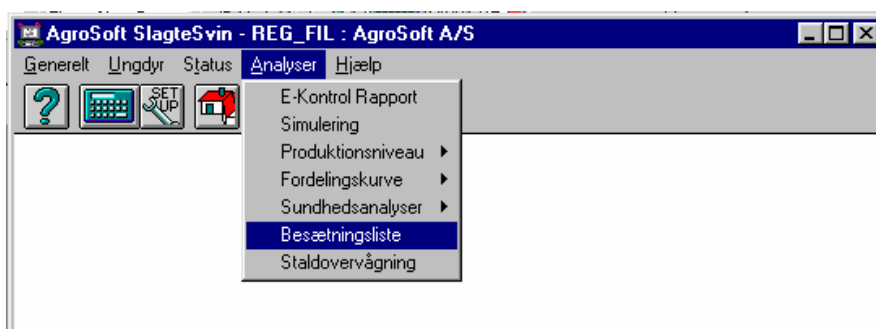 AgroSoft SlagteSvin - REG_FIL : AgroSoft A/S
Generelt Ungdyr Status Analyser Hjælp
SET UP
E-Kontrol Rapport
Simulering
Produktionsniveau
Fordelingskurve
Sundhedsanalyser
Besætningsliste
Staldovervågning